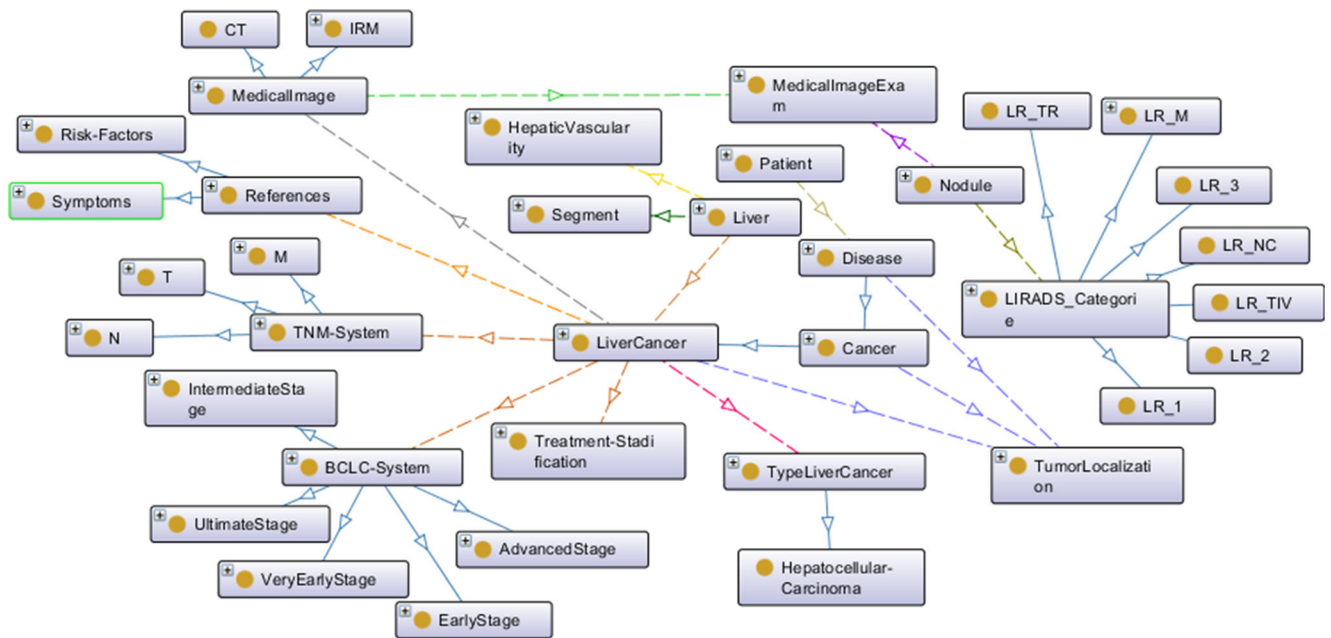 CT
IRM
MedicalImage
MedicalImageExa
m
LR_TR
LR_M
Risk-Factors
HepaticVascular
ity
Patient
Nodule
LR_3
Symptoms
References
Segment
Liver
M
Disease
LR_NC
T
LIRADS_Categori
e
LR_TIV
N
TNM-System
LiverCancer
Cancer
LR_2
IntermediateSta
ge
LR_1
BCLC-System
Treatment-Stadi
fication
TypeLiverCancer
TumorLocalizati
on
UltimateStage
AdvancedStage
VeryEarlyStage
Hepatocellular-
Carcinoma
EarlyStage